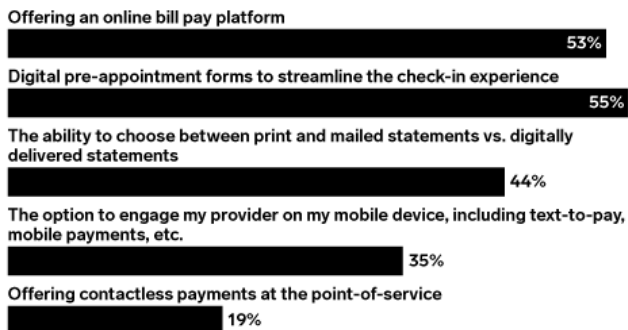 Offering an online bill pay platform
53%
Digital pre-appointment forms to streamline the check-in experience
55%
The ability to choose between print and mailed statements vs. digitally
delivered statements
44%
The option to engage my provider on my mobile device, including text-to-pay,
mobile payments, etc.
35%
Offering contactless payments at the point-of-service
19%